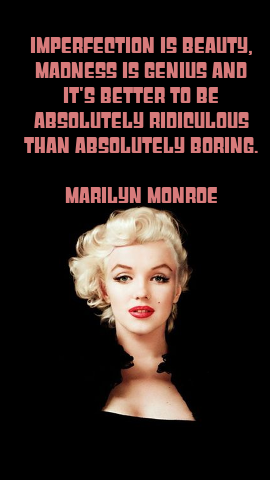 IMPERFECTION IS BEAUTY,
MADNESS IS GENIUS AND
IT'S BETTER TO BE
ABSOLUTELY RIDICULOUS
THAN ABSOLUTELY BORING.
MARILYN MONROE